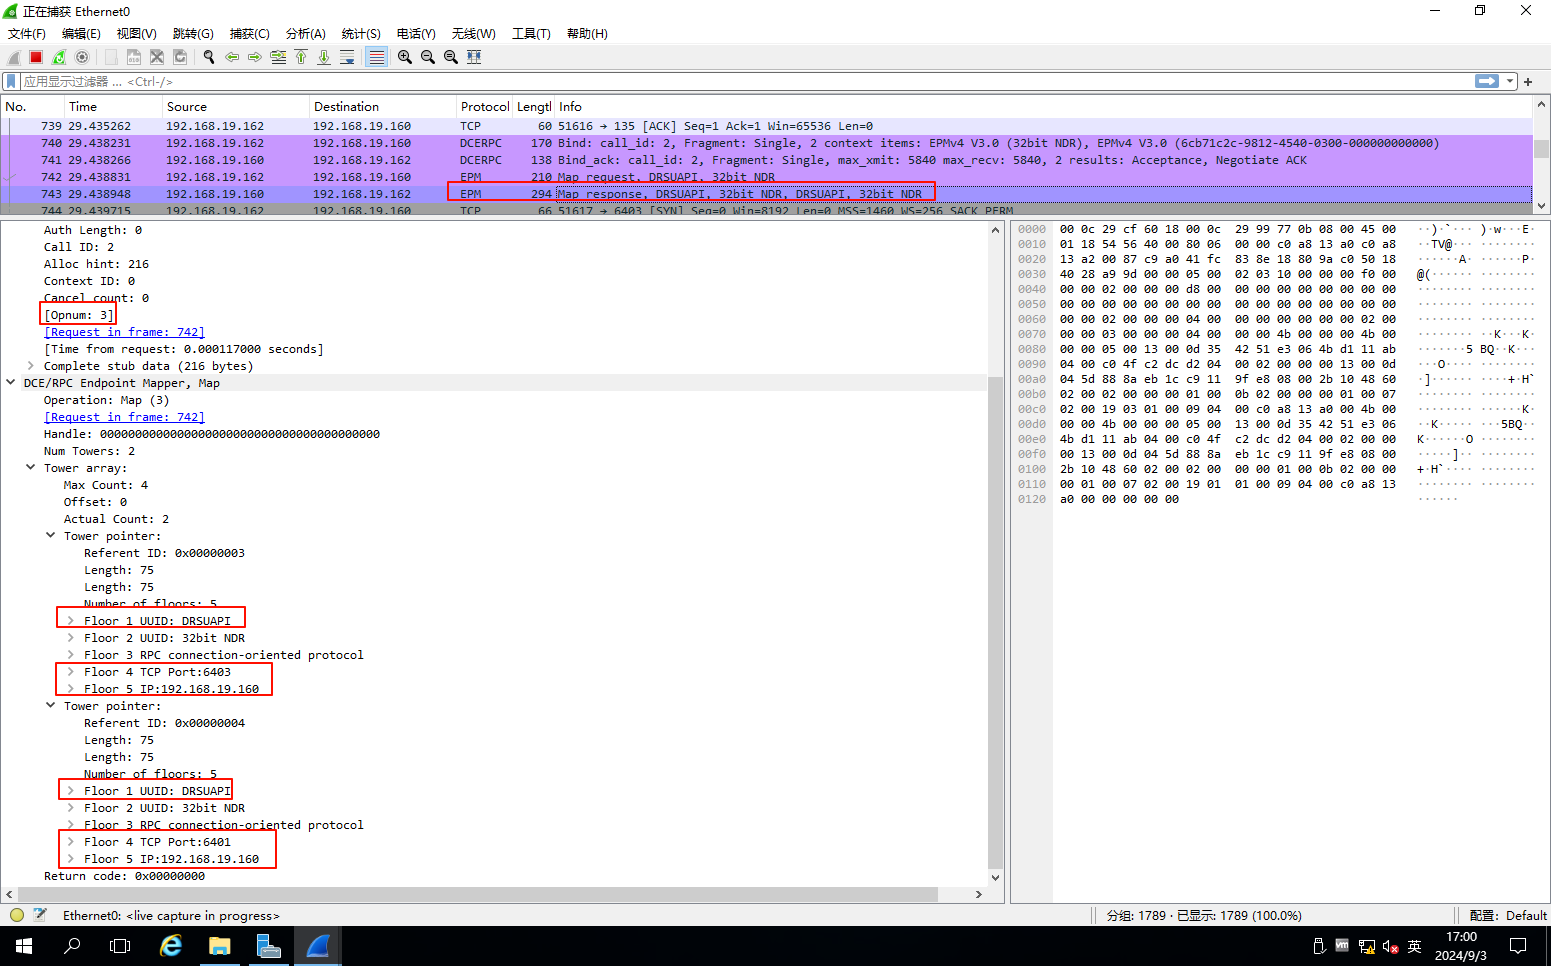 正在捕获 Ethernet0
文件(F) 编辑(E) 视图(V) 跳转(G) 捕获(C) 分析(A) 统计(S) 电话(Y) 无线(W) 工具(T) 帮助(H)
应用显示过滤器 … <Ctrl-/>
No. Time Source Destination Protocol Lengtl Info
739 29.435262 192.168.19.162 192.168.19.160 TCP 60 51616 → 135 [ACK] Seq=1 Ack=1 Win=65536 Len=0
740 29.438231 192.168.19.162 192.168.19.160 DCERPC 170 Bind: call_id: 2, Fragment: Single, 2 context items: EPMv4 V3.0 (32bit NDR), EPMv4 V3.0 (6cb71c2c-9812-4540-0300-000000000000)
741 29.438266 192.168.19.160 192.168.19.162 DCERPC 138 Bind_ack: call_id: 2, Fragment: Single, max_xmit: 5840 max_recv: 5840, 2 results: Acceptance, Negotiate ACK
742 29.438831 192.168.19.162 192.168.19.160 EPM 210 Map request, DRSUAPI, 32bit NDR
743 29.438948 192.168.19.160 192.168.19.162 EPM 294 Map response, DRSUAPI, 32bit NDR, DRSUAPI, 32bit NDR
744 29.439715 192.168.19.162 192.168.19.160 TCP 66 51617 → 6403 [SYN] Seq=0 Win=8192 Len=0 MSS=1460 WS=256 SACK_PERM
Auth Length: 0
Call ID: 2
Alloc hint: 216
Context ID: 0
Cancel count: 0
[Opnum: 3]
[Request in frame: 742]
[Time from request: 0.000117000 seconds]
Complete stub data (216 bytes)
DCE/RPC Endpoint Mapper, Map
Operation: Map (3)
[Request in frame: 742]
Handle: 0000000000000000000000000000000000000000
Num Towers: 2
Tower array:
Max Count: 4
Offset: 0
Actual Count: 2
Tower pointer:
Referent ID: 0x00000003
Length: 75
Length: 75
Number of floors: 5
Floor 1 UUID: DRSUAPI
Floor 2 UUID: 32bit NDR
Floor 3 RPC connection-oriented protocol
Floor 4 TCP Port:6403
Floor 5 IP:192.168.19.160
Tower pointer:
Referent ID: 0x00000004
Length: 75
Length: 75
Number of floors: 5
Floor 1 UUID: DRSUAPI
Floor 2 UUID: 32bit NDR
Floor 3 RPC connection-oriented protocol
Floor 4 TCP Port:6401
Floor 5 IP:192.168.19.160
Return code: 0x00000000
0000 00 0c 29 cf 60 18 00 0c 29 99 77 0b 08 00 45 00 ··)·`··· )·w···E·
0010 01 18 54 56 40 00 80 06 00 00 c0 a8 13 a0 c0 a8 ··TV@··· ········
0020 13 a2 00 87 c9 a0 41 fc 83 8e 18 80 9a c0 50 18 ······A· ······P·
0030 40 28 a9 9d 00 00 05 00 02 03 10 00 00 00 f0 00 @(······ ········
0040 00 00 02 00 00 00 d8 00 00 00 00 00 00 00 00 00 ········ ········
0050 00 00 00 00 00 00 00 00 00 00 00 00 00 00 00 00 ········ ········
0060 00 00 02 00 00 00 04 00 00 00 00 00 00 00 02 00 ········ ········
0070 00 00 03 00 00 00 04 00 00 00 4b 00 00 00 4b 00 ········ ··K···K·
0080 00 00 05 00 13 00 0d 35 42 51 e3 06 4b d1 11 ab ·······5 BQ··K···
0090 04 00 c0 4f c2 dc d2 04 00 02 00 00 00 13 00 0d ···O···· ········
00a0 04 5d 88 8a eb 1c c9 11 9f e8 08 00 2b 10 48 60 ·]······ ····+·H`
00b0 02 00 02 00 00 00 01 00 0b 02 00 00 00 01 00 07 ········ ········
00c0 02 00 19 03 01 00 09 04 00 c0 a8 13 a0 00 4b 00 ········ ······K·
00d0 00 00 4b 00 00 00 05 00 13 00 0d 35 42 51 e3 06 ··K····· ···5BQ··
00e0 4b d1 11 ab 04 00 c0 4f c2 dc d2 04 00 02 00 00 K······O ········
00f0 00 13 00 0d 04 5d 88 8a eb 1c c9 11 9f e8 08 00 ·····]·· ········
0100 2b 10 48 60 02 00 02 00 00 00 01 00 0b 02 00 00 +·H`···· ········
0110 00 01 00 07 02 00 19 01 01 00 09 04 00 c0 a8 13 ········ ········
0120 a0 00 00 00 00 00 ······
Ethernet0: <live capture in progress> 分组: 1789 · 已显示: 1789 (100.0%) 配置: Default
英
17:00
2024/9/3